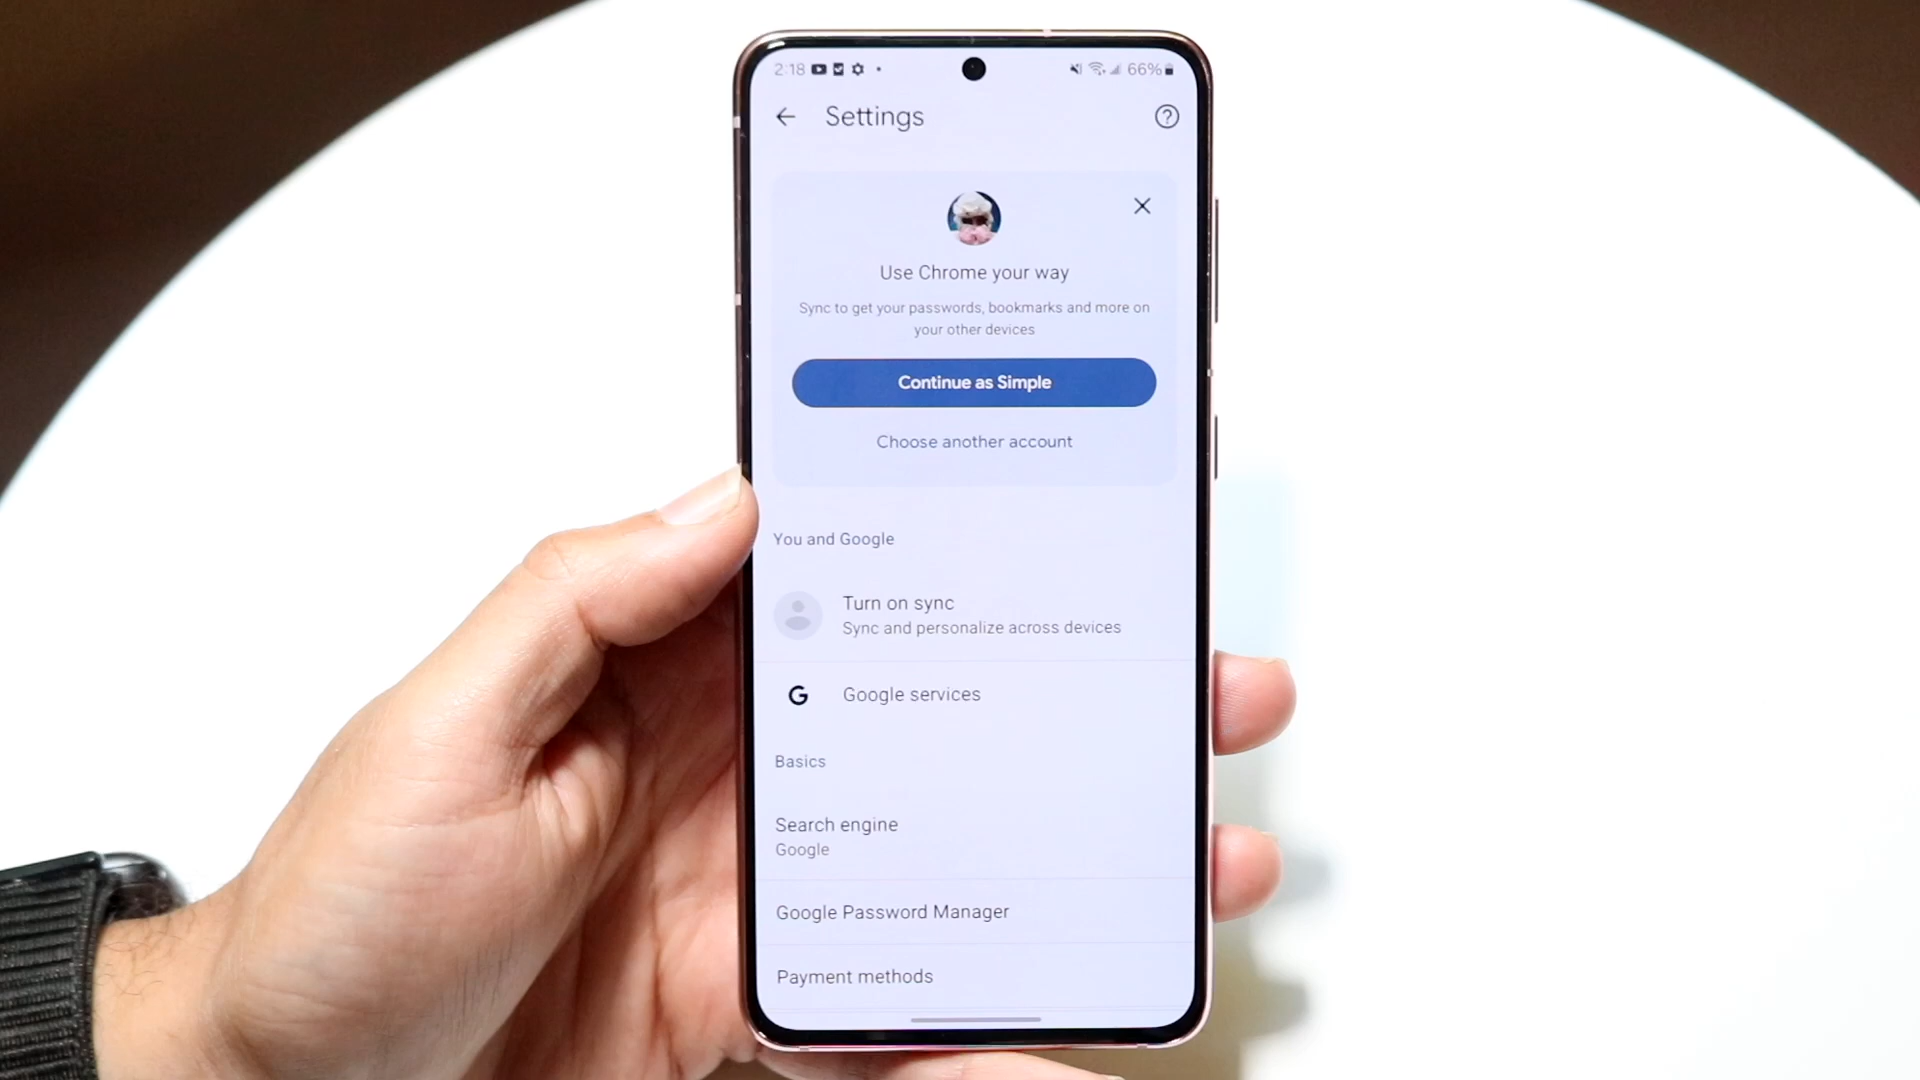 2:18
66%
Settings
Use Chrome your way
Sync to get your passwords, bookmarks and more on
your other devices
Continue as Simple
Choose another account
You and Google
Turn on sync
Sync and personalize across devices
G Google services
Basics
Search engine
Google
Google Password Manager
Payment methods